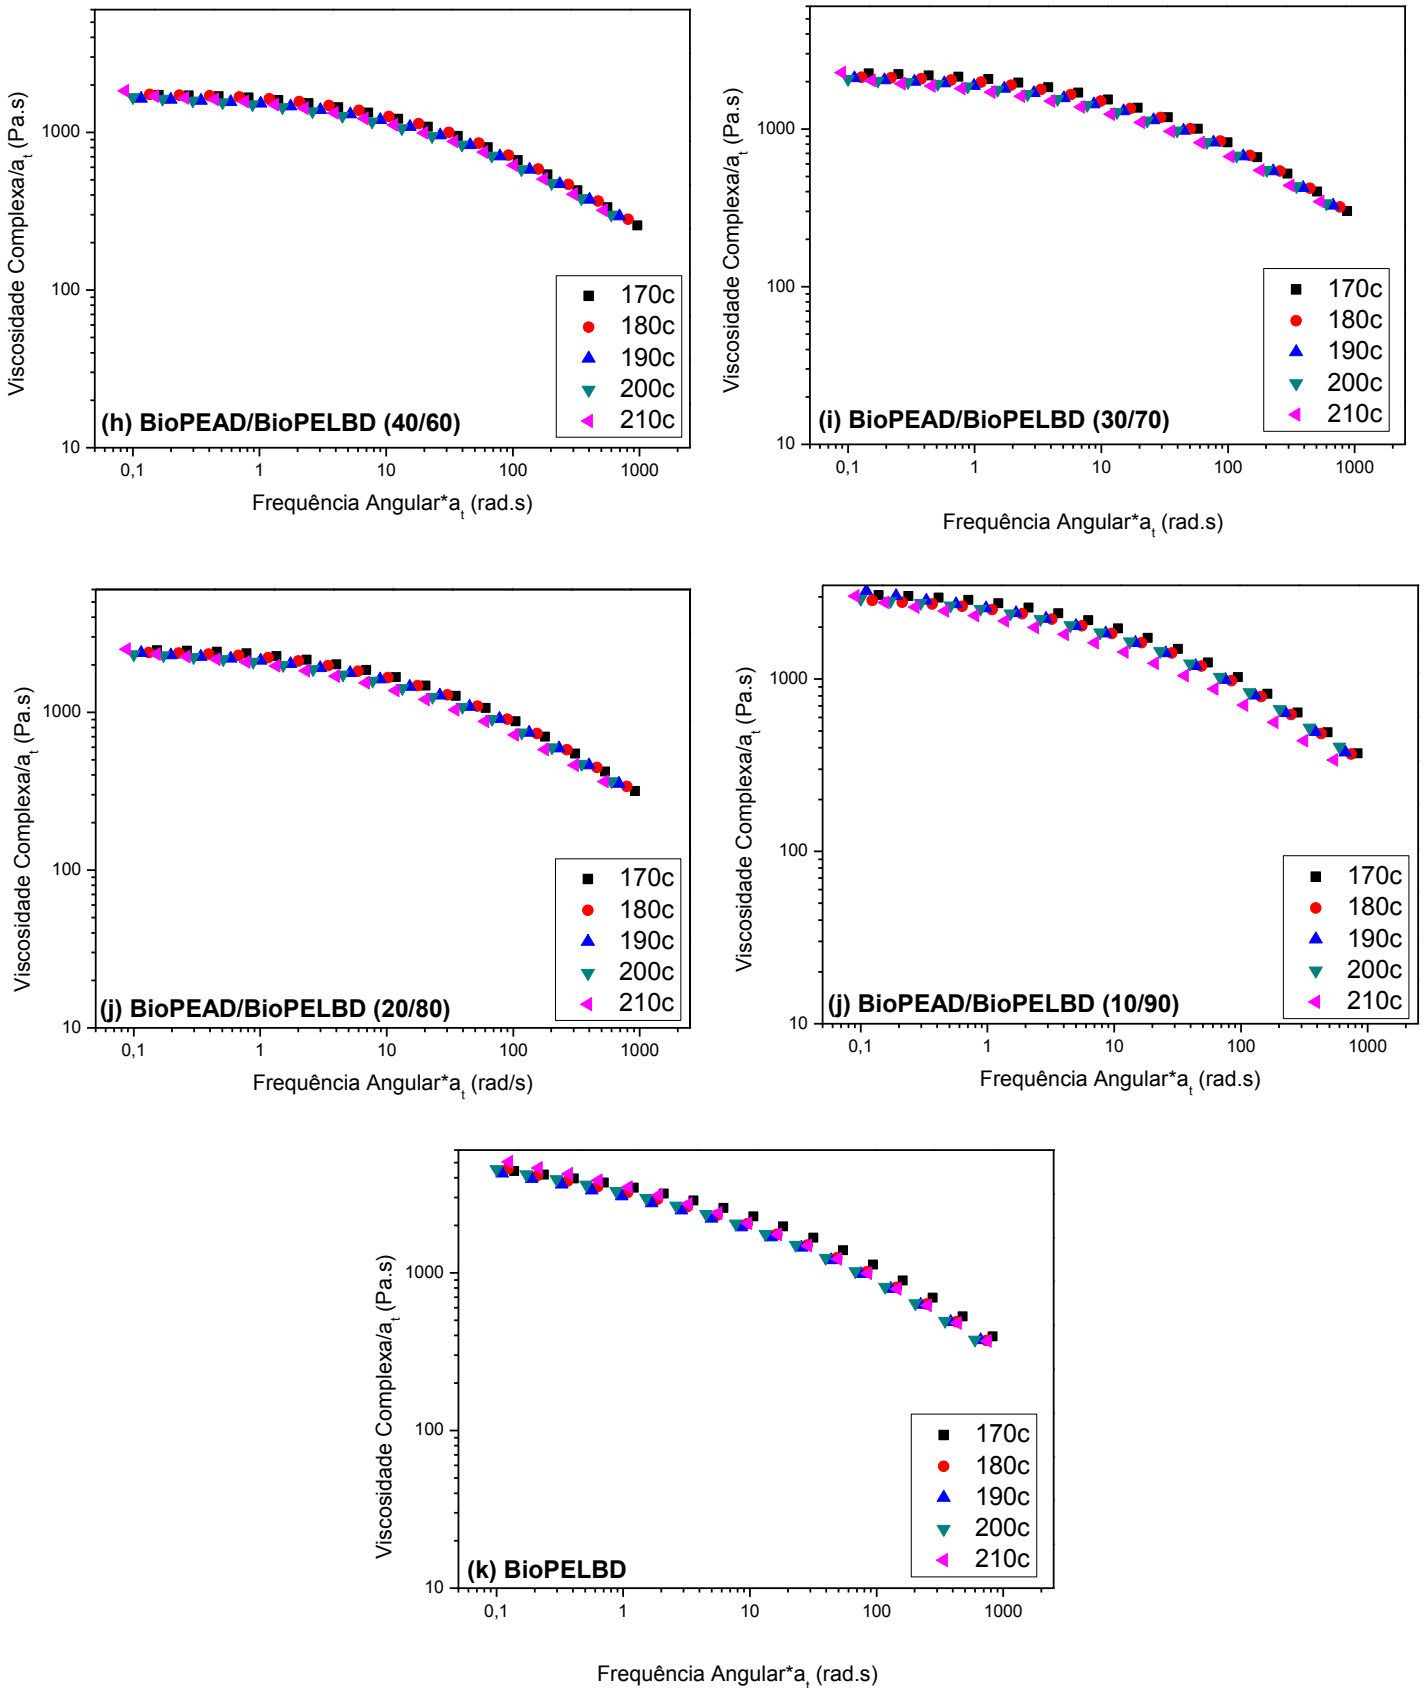 Viscosidade Complexa/a_t (Pa.s)
1000
100
10
170c
180c
190c
200c
210c
(h) BioPEAD/BioPELBD (40/60)
0,1 1 10 100 1000
Frequência Angular*a_t (rad.s)
Viscosidade Complexa/a_t (Pa.s)
1000
100
10
170c
180c
190c
200c
210c
(i) BioPEAD/BioPELBD (30/70)
0,1 1 10 100 1000
Frequência Angular*a_t (rad.s)
Viscosidade Complexa/a_t (Pa.s)
1000
100
10
170c
180c
190c
200c
210c
(j) BioPEAD/BioPELBD (20/80)
0,1 1 10 100 1000
Frequência Angular*a_t (rad/s)
Viscosidade Complexa/a_t (Pa.s)
1000
100
10
170c
180c
190c
200c
210c
(j) BioPEAD/BioPELBD (10/90)
0,1 1 10 100 1000
Frequência Angular*a_t (rad.s)
Viscosidade Complexa/a_t (Pa.s)
1000
100
10
170c
180c
190c
200c
210c
(k) BioPELBD
0,1 1 10 100 1000
Frequência Angular*a_t (rad.s)